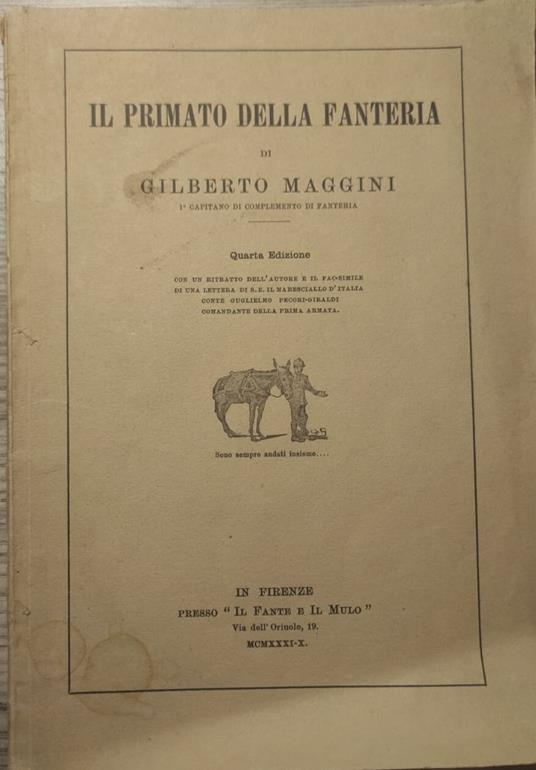 IL PRIMATO DELLA FANTERIA
DI
GILBERTO MAGGINI
1° CAPITANO DI COMPLEMENTO DI FANTERIA
Quarta Edizione
CON UN RITRATTO DELL'AUTORE E IL FAC-SIMILE
DI UNA LETTERA DI S. E. IL MARESCIALLO D'ITALIA
CONTE GUGLIELMO PECORI-GIRALDI
COMANDANTE DELLA PRIMA ARMATA.
Sono sempre andati insieme....
IN FIRENZE
PRESSO "IL FANTE E IL MULO"
Via dell'Oriuolo, 19.
MCMXXXI-X.